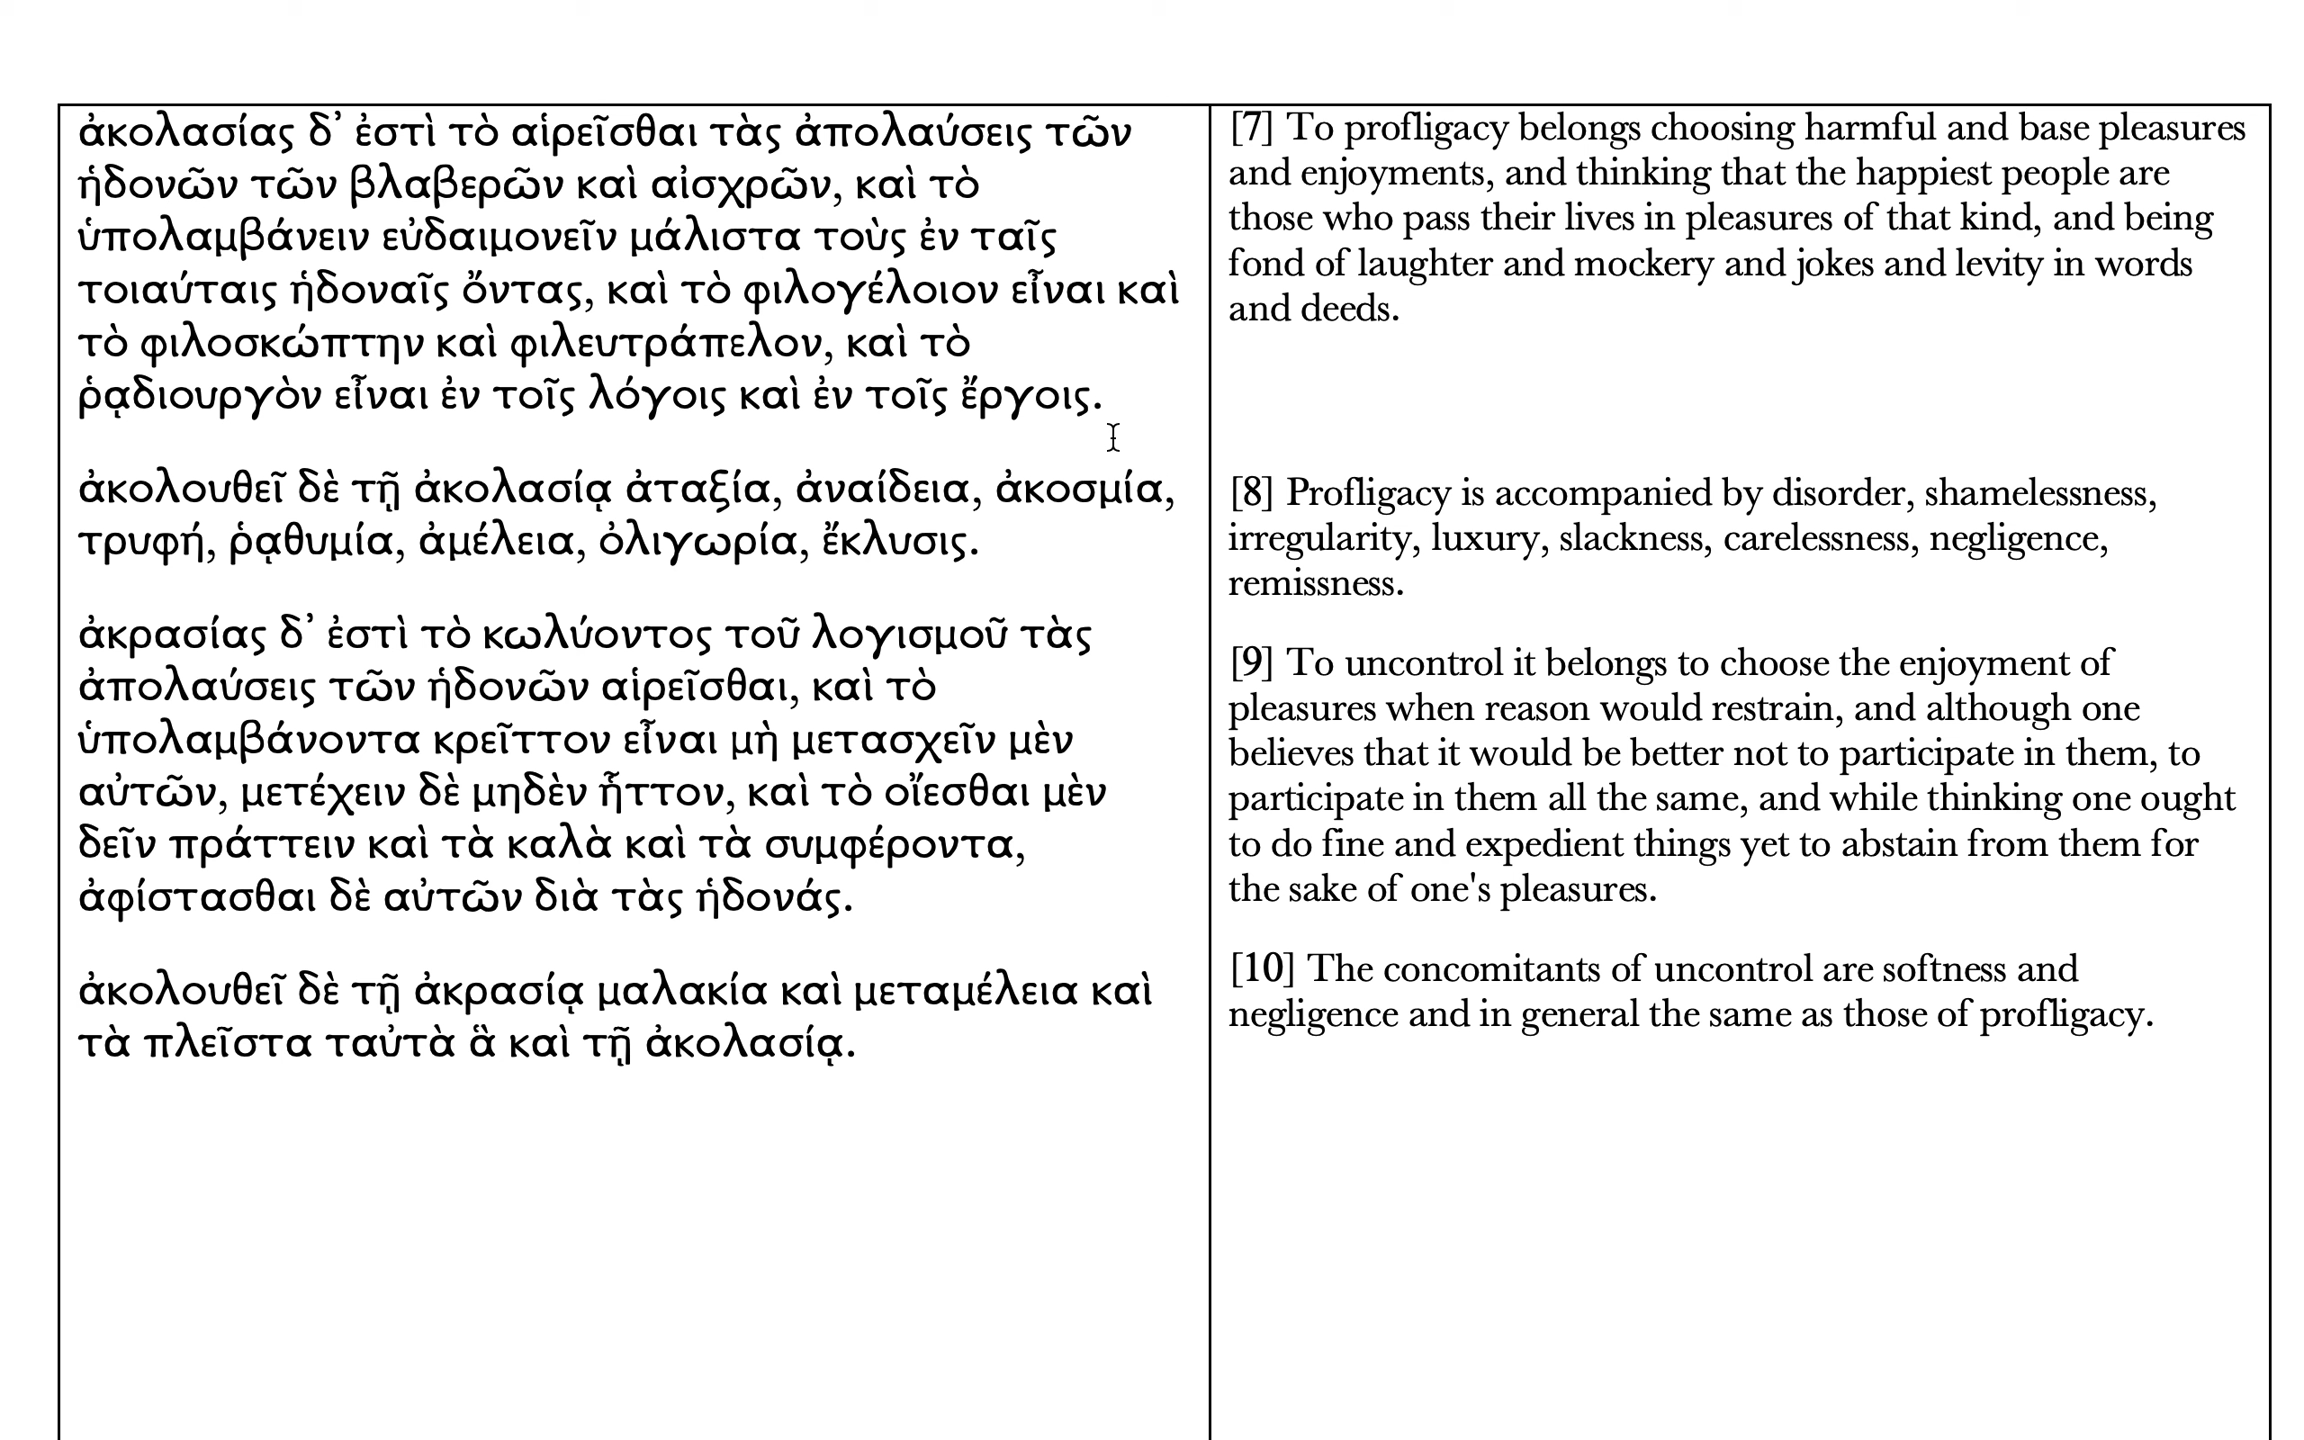 ἀκολασίας δ’ ἐστὶ τὸ αἱρεῖσθαι τὰς ἀπολαύσεις τῶν
ἡδονῶν τῶν βλαβερῶν καὶ αἰσχρῶν, καὶ τὸ
ὑπολαμβάνειν εὐδαιμονεῖν μάλιστα τοὺς ἐν ταῖς
τοιαύταις ἡδοναῖς ὄντας, καὶ τὸ φιλογέλοιον εἶναι καὶ
τὸ φιλοσκώπτην καὶ φιλευτράπελον, καὶ τὸ
ῥᾳδιουργὸν εἶναι ἐν τοῖς λόγοις καὶ ἐν τοῖς ἔργοις.
ἀκολουθεῖ δὲ τῇ ἀκολασίᾳ ἀταξία, ἀναίδεια, ἀκοσμία,
τρυφή, ῥᾳθυμία, ἀμέλεια, ὀλιγωρία, ἔκλυσις.
ἀκρασίας δ’ ἐστὶ τὸ κωλύοντος τοῦ λογισμοῦ τὰς
ἀπολαύσεις τῶν ἡδονῶν αἱρεῖσθαι, καὶ τὸ
ὑπολαμβάνοντα κρεῖττον εἶναι μὴ μετασχεῖν μὲν
αὐτῶν, μετέχειν δὲ μηδὲν ἧττον, καὶ τὸ οἴεσθαι μὲν
δεῖν πράττειν καὶ τὰ καλὰ καὶ τὰ συμφέροντα,
ἀφίστασθαι δὲ αὐτῶν διὰ τὰς ἡδονάς.
ἀκολουθεῖ δὲ τῇ ἀκρασίᾳ μαλακία καὶ μεταμέλεια καὶ
τὰ πλεῖστα ταὐτὰ ἃ καὶ τῇ ἀκολασίᾳ.
[7] To profligacy belongs choosing harmful and base pleasures
and enjoyments, and thinking that the happiest people are
those who pass their lives in pleasures of that kind, and being
fond of laughter and mockery and jokes and levity in words
and deeds.
[8] Profligacy is accompanied by disorder, shamelessness,
irregularity, luxury, slackness, carelessness, negligence,
remissness.
[9] To uncontrol it belongs to choose the enjoyment of
pleasures when reason would restrain, and although one
believes that it would be better not to participate in them, to
participate in them all the same, and while thinking one ought
to do fine and expedient things yet to abstain from them for
the sake of one's pleasures.
[10] The concomitants of uncontrol are softness and
negligence and in general the same as those of profligacy.